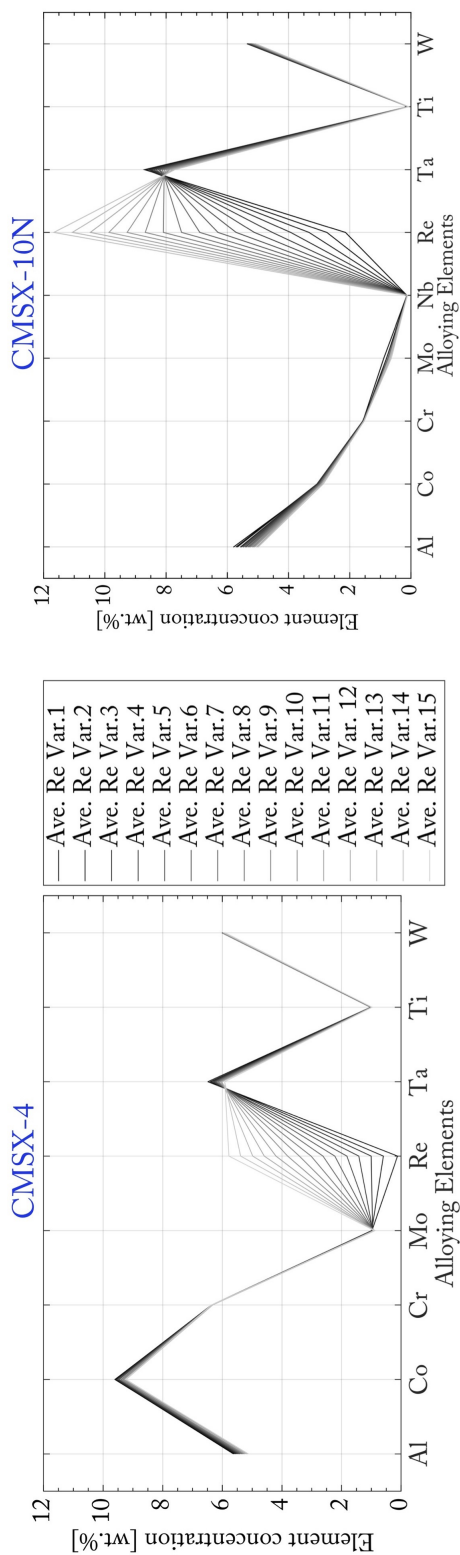 CMSX-4
12
10
8
6
4
2
0
Element concentration [wt.%]
Al Co Cr Mo Re Ta Ti W
Alloying Elements
Ave. Re Var.1
Ave. Re Var.2
Ave. Re Var.3
Ave. Re Var.4
Ave. Re Var.5
Ave. Re Var.6
Ave. Re Var.7
Ave. Re Var.8
Ave. Re Var.9
Ave. Re Var.10
Ave. Re Var.11
Ave. Re Var. 12
Ave. Re Var.13
Ave. Re Var.14
Ave. Re Var.15
CMSX-10N
12
10
8
6
4
2
0
Element concentration [wt.%]
Al Co Cr Mo Nb Re Ta Ti W
Alloying Elements